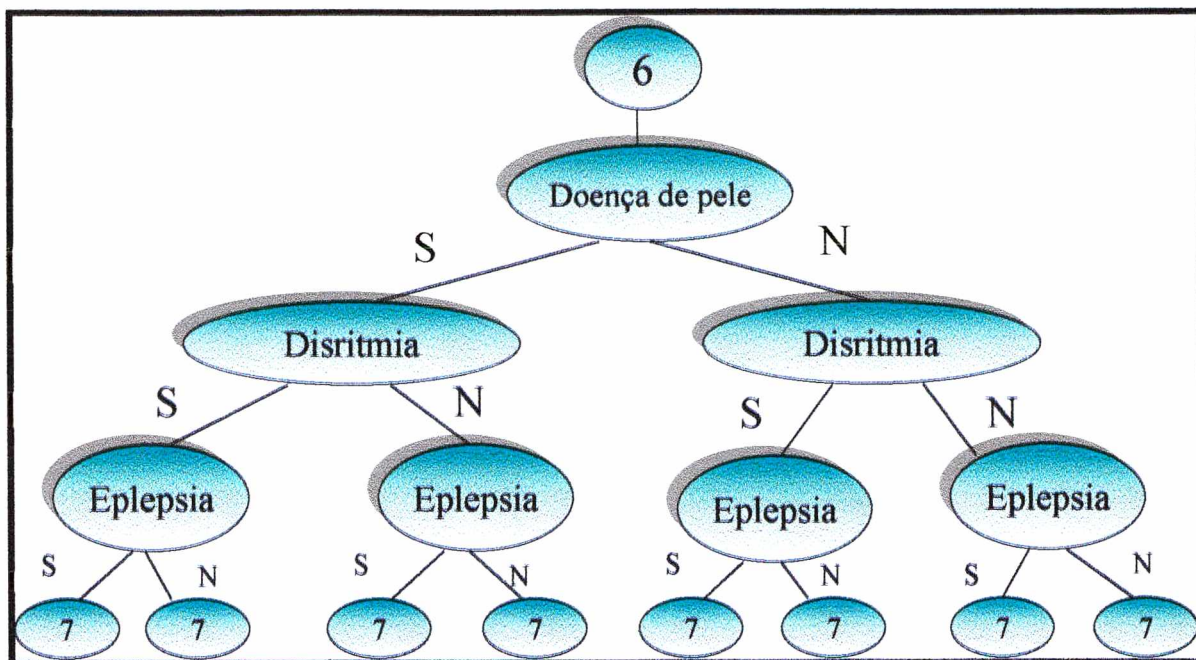 6
Doença de pele
S N
Disritmia Disritmia
S N S N
Eplepsia Eplepsia Eplepsia Eplepsia
S N S N S N S N
7 7 7 7 7 7 7 7